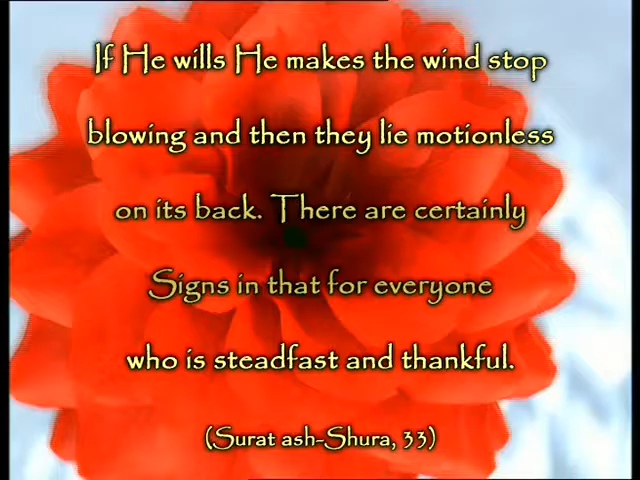 If He wills He makes the wind stop
blowing and then they lie motionless
on its back. There are certainly
Signs in that for everyone
who is steadfast and thankful.
(Surat ash-Shura, 33)